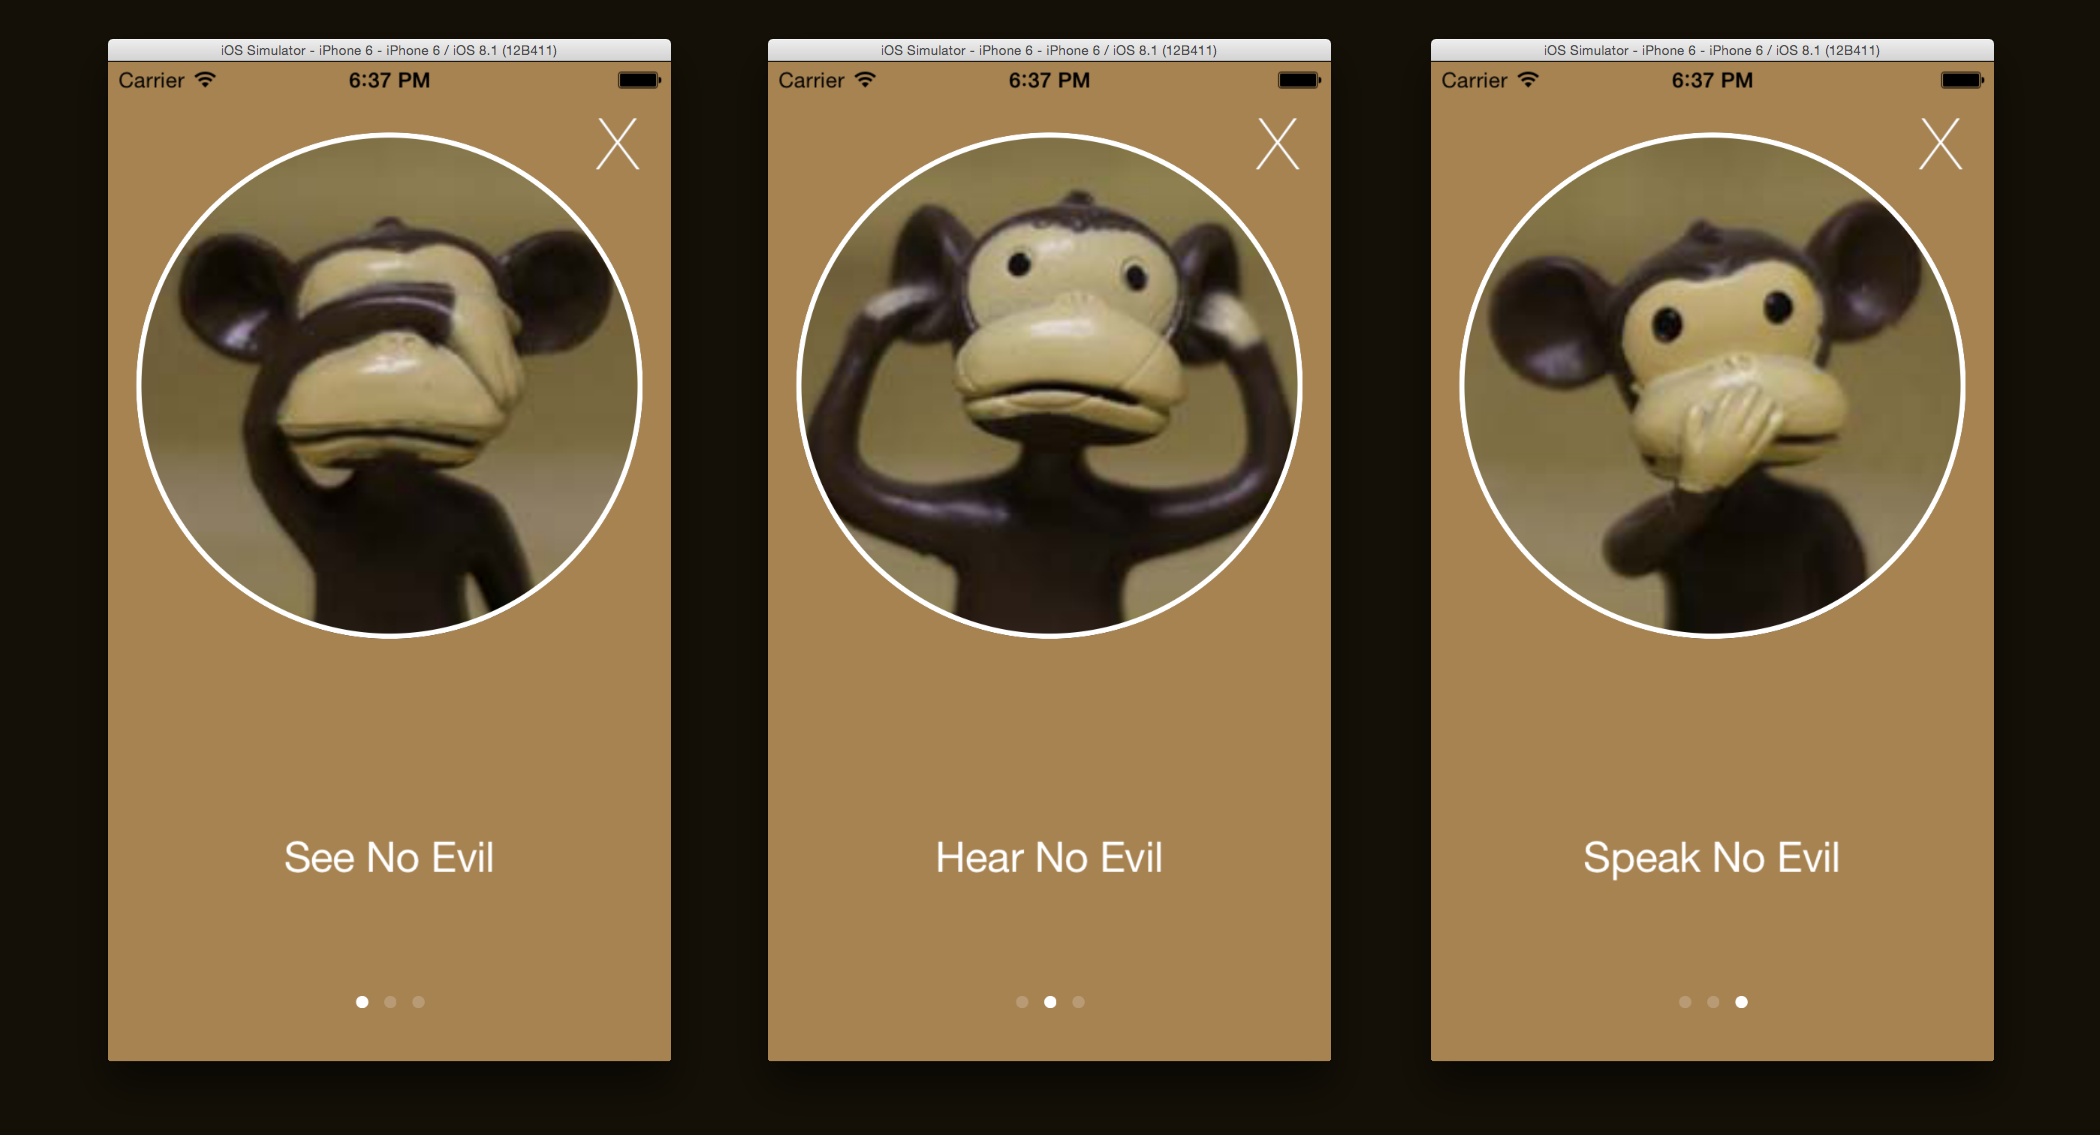 iOS Simulator - iPhone 6 - iPhone 6 / iOS 8.1 (12B411)
Carrier 6:37 PM
X
See No Evil
iOS Simulator - iPhone 6 - iPhone 6 / iOS 8.1 (12B411)
Carrier 6:37 PM
X
Hear No Evil
iOS Simulator - iPhone 6 - iPhone 6 / iOS 8.1 (12B411)
Carrier 6:37 PM
X
Speak No Evil